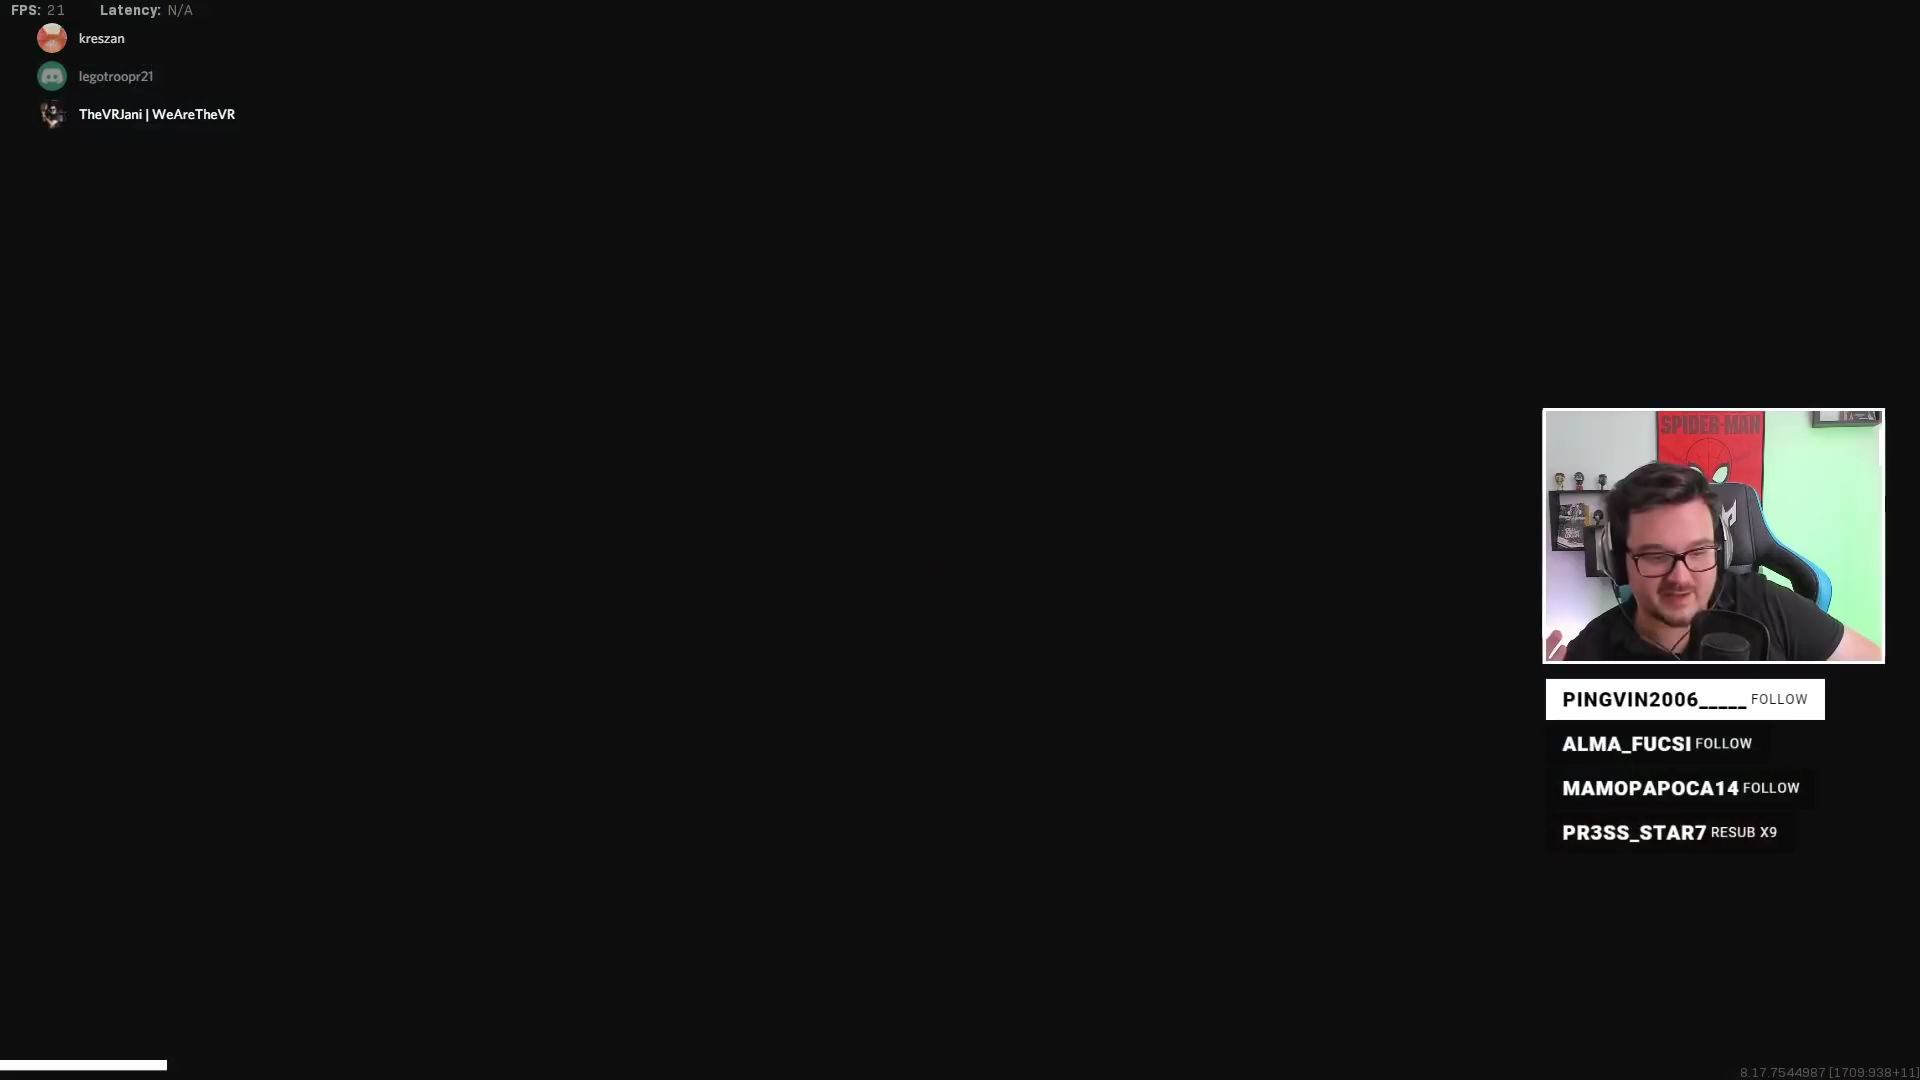 FPS: 21 Latency: N/A
kreszan
legotroopr21
TheVRJani | WeAreTheVR
SPIDER-MAN
PINGVIN2006_____ FOLLOW
ALMA_FUCSI FOLLOW
MAMOPAPOCA14 FOLLOW
PR3SS_STAR7 RESUB X9
8.17.7544987 [1709:938+11]